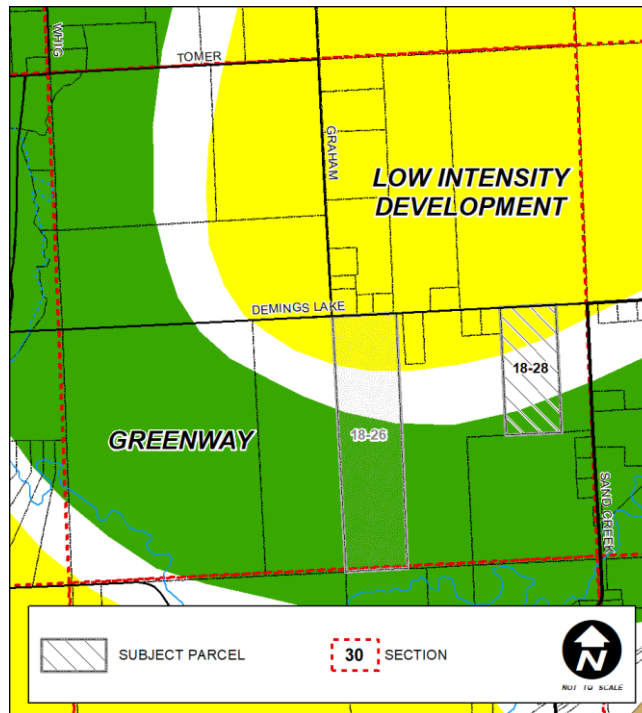 WHIG
TOMER
GRAHAM
LOW INTENSITY
DEVELOPMENT
DEMINGS LAKE
18-28
18-26
GREENWAY
SAND CREEK
SUBJECT PARCEL
30 SECTION
N
NOT TO SCALE